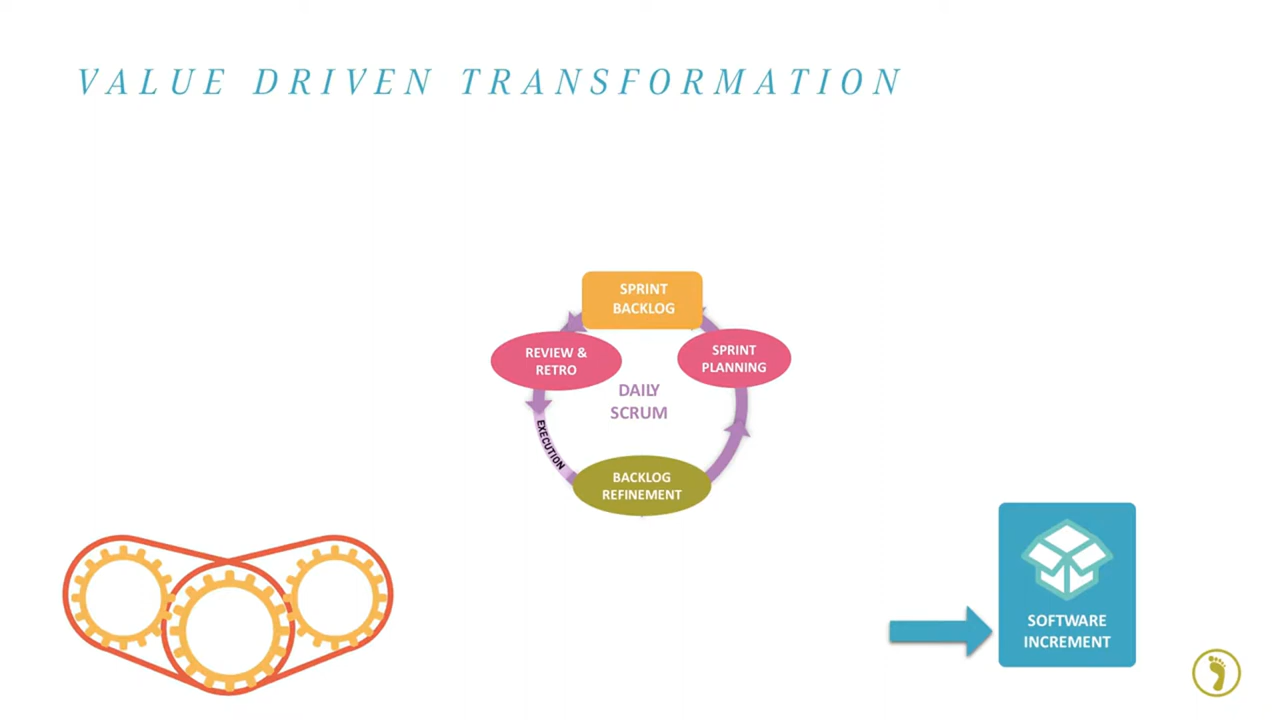 VALUE DRIVEN TRANSFORMATION
SPRINT
BACKLOG
REVIEW &
RETRO
SPRINT
PLANNING
DAILY
SCRUM
EXECUTION
BACKLOG
REFINEMENT
SOFTWARE
INCREMENT